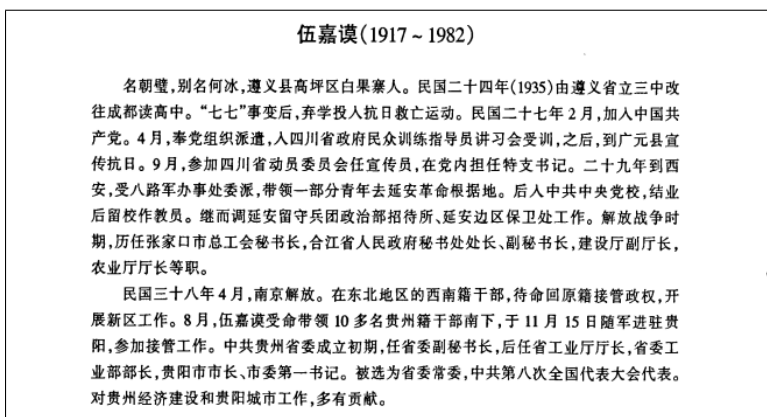 伍嘉谟(1917～1982)
名朝璧,别名何冰,遵义县高坪区白果寨人。民国二十四年(1935)由遵义省立三中改
往成都读高中。“七七”事变后,弃学投入抗日救亡运动。民国二十七年2月,加入中国共
产党。4月,奉党组织派遣,入四川省政府民众训练指导员讲习会受训,之后,到广元县宣
传抗日。9月,参加四川省动员委员会任宣传员,在党内担任特支书记。二十九年到西
安,受八路军办事处委派,带领一部分青年去延安革命根据地。后入中共中央党校,结业
后留校作教员。继而调延安留守兵团政治部招待所、延安边区保卫处工作。解放战争时
期,历任张家口市总工会秘书长,合江省人民政府秘书处处长、副秘书长,建设厅副厅长,
农业厅厅长等职。
民国三十八年4月,南京解放。在东北地区的西南籍干部,待命回原籍接管政权,开
展新区工作。8月,伍嘉谟受命带领10多名贵州籍干部南下,于11月15日随军进驻贵
阳,参加接管工作。中共贵州省委成立初期,任省委副秘书长,后任省工业厅厅长,省委工
业部部长,贵阳市市长、市委第一书记。被选为省委常委,中共第八次全国代表大会代表。
对贵州经济建设和贵阳城市工作,多有贡献。